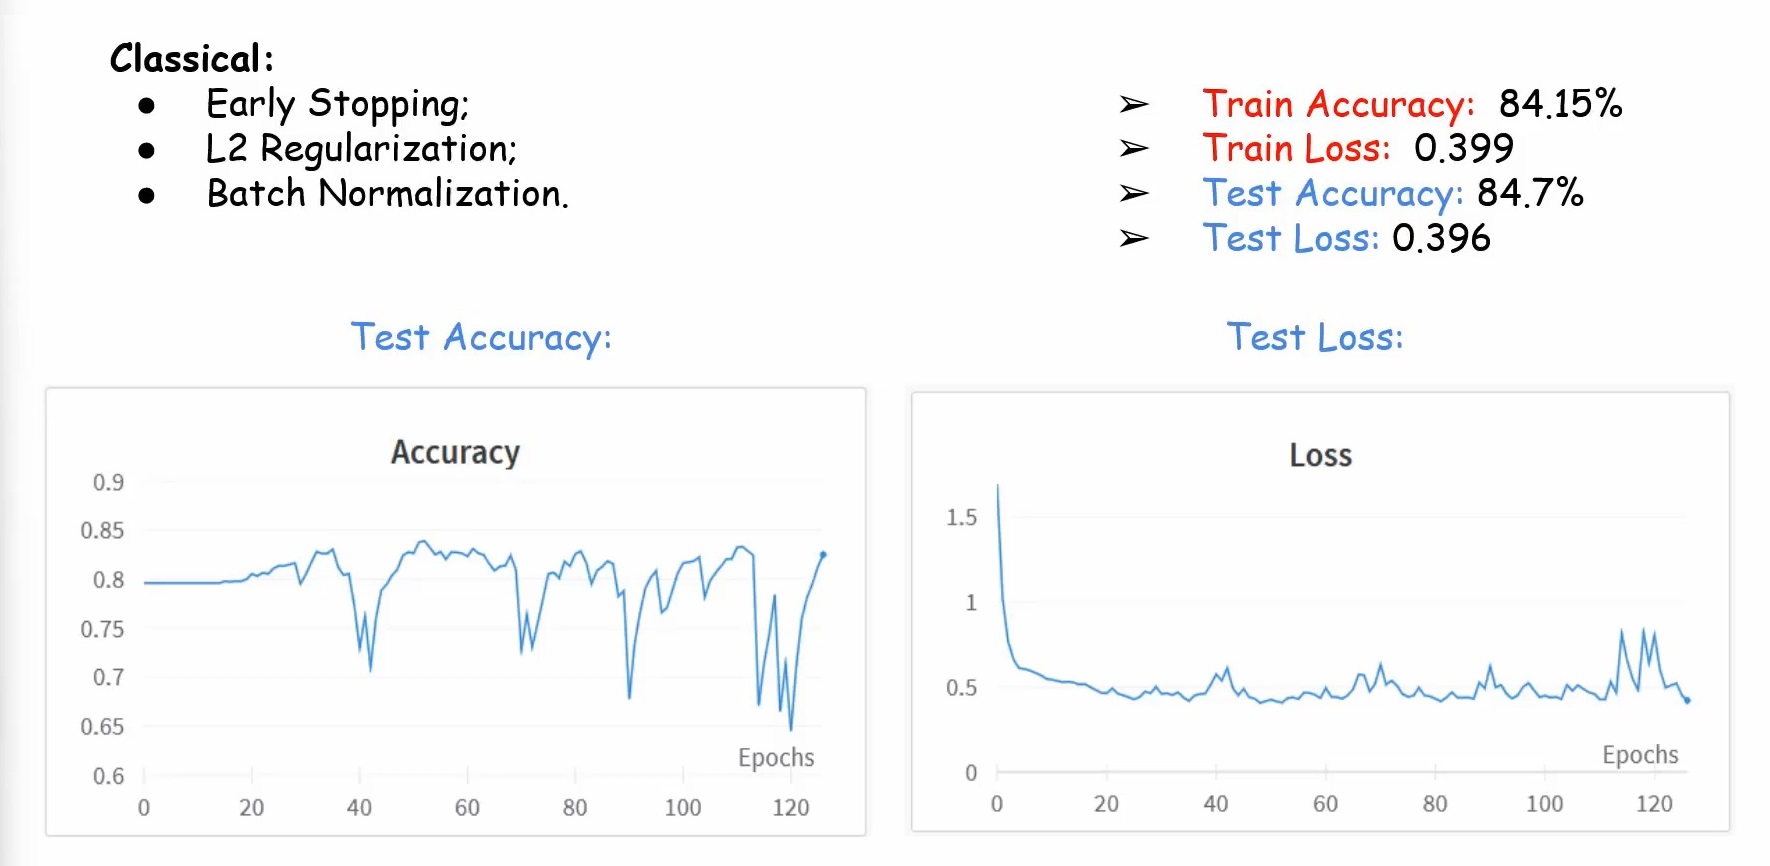 Classical:
● Early Stopping;
● L2 Regularization;
● Batch Normalization.
➢ Train Accuracy: 84.15%
➢ Train Loss: 0.399
➢ Test Accuracy: 84.7%
➢ Test Loss: 0.396
Test Accuracy:
Accuracy
0.9
0.85
0.8
0.75
0.7
0.65
0.6
Epochs
0 20 40 60 80 100 120
Test Loss:
Loss
1.5
1
0.5
0
Epochs
0 20 40 60 80 100 120